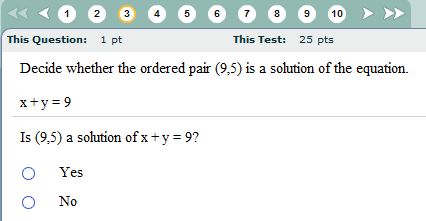 1 2 3 4 5 6 7 8 9 10
This Question: 1 pt This Test: 25 pts
Decide whether the ordered pair (9,5) is a solution of the equation.
x+y=9
Is (9,5) a solution of x+y=9?
Yes
No